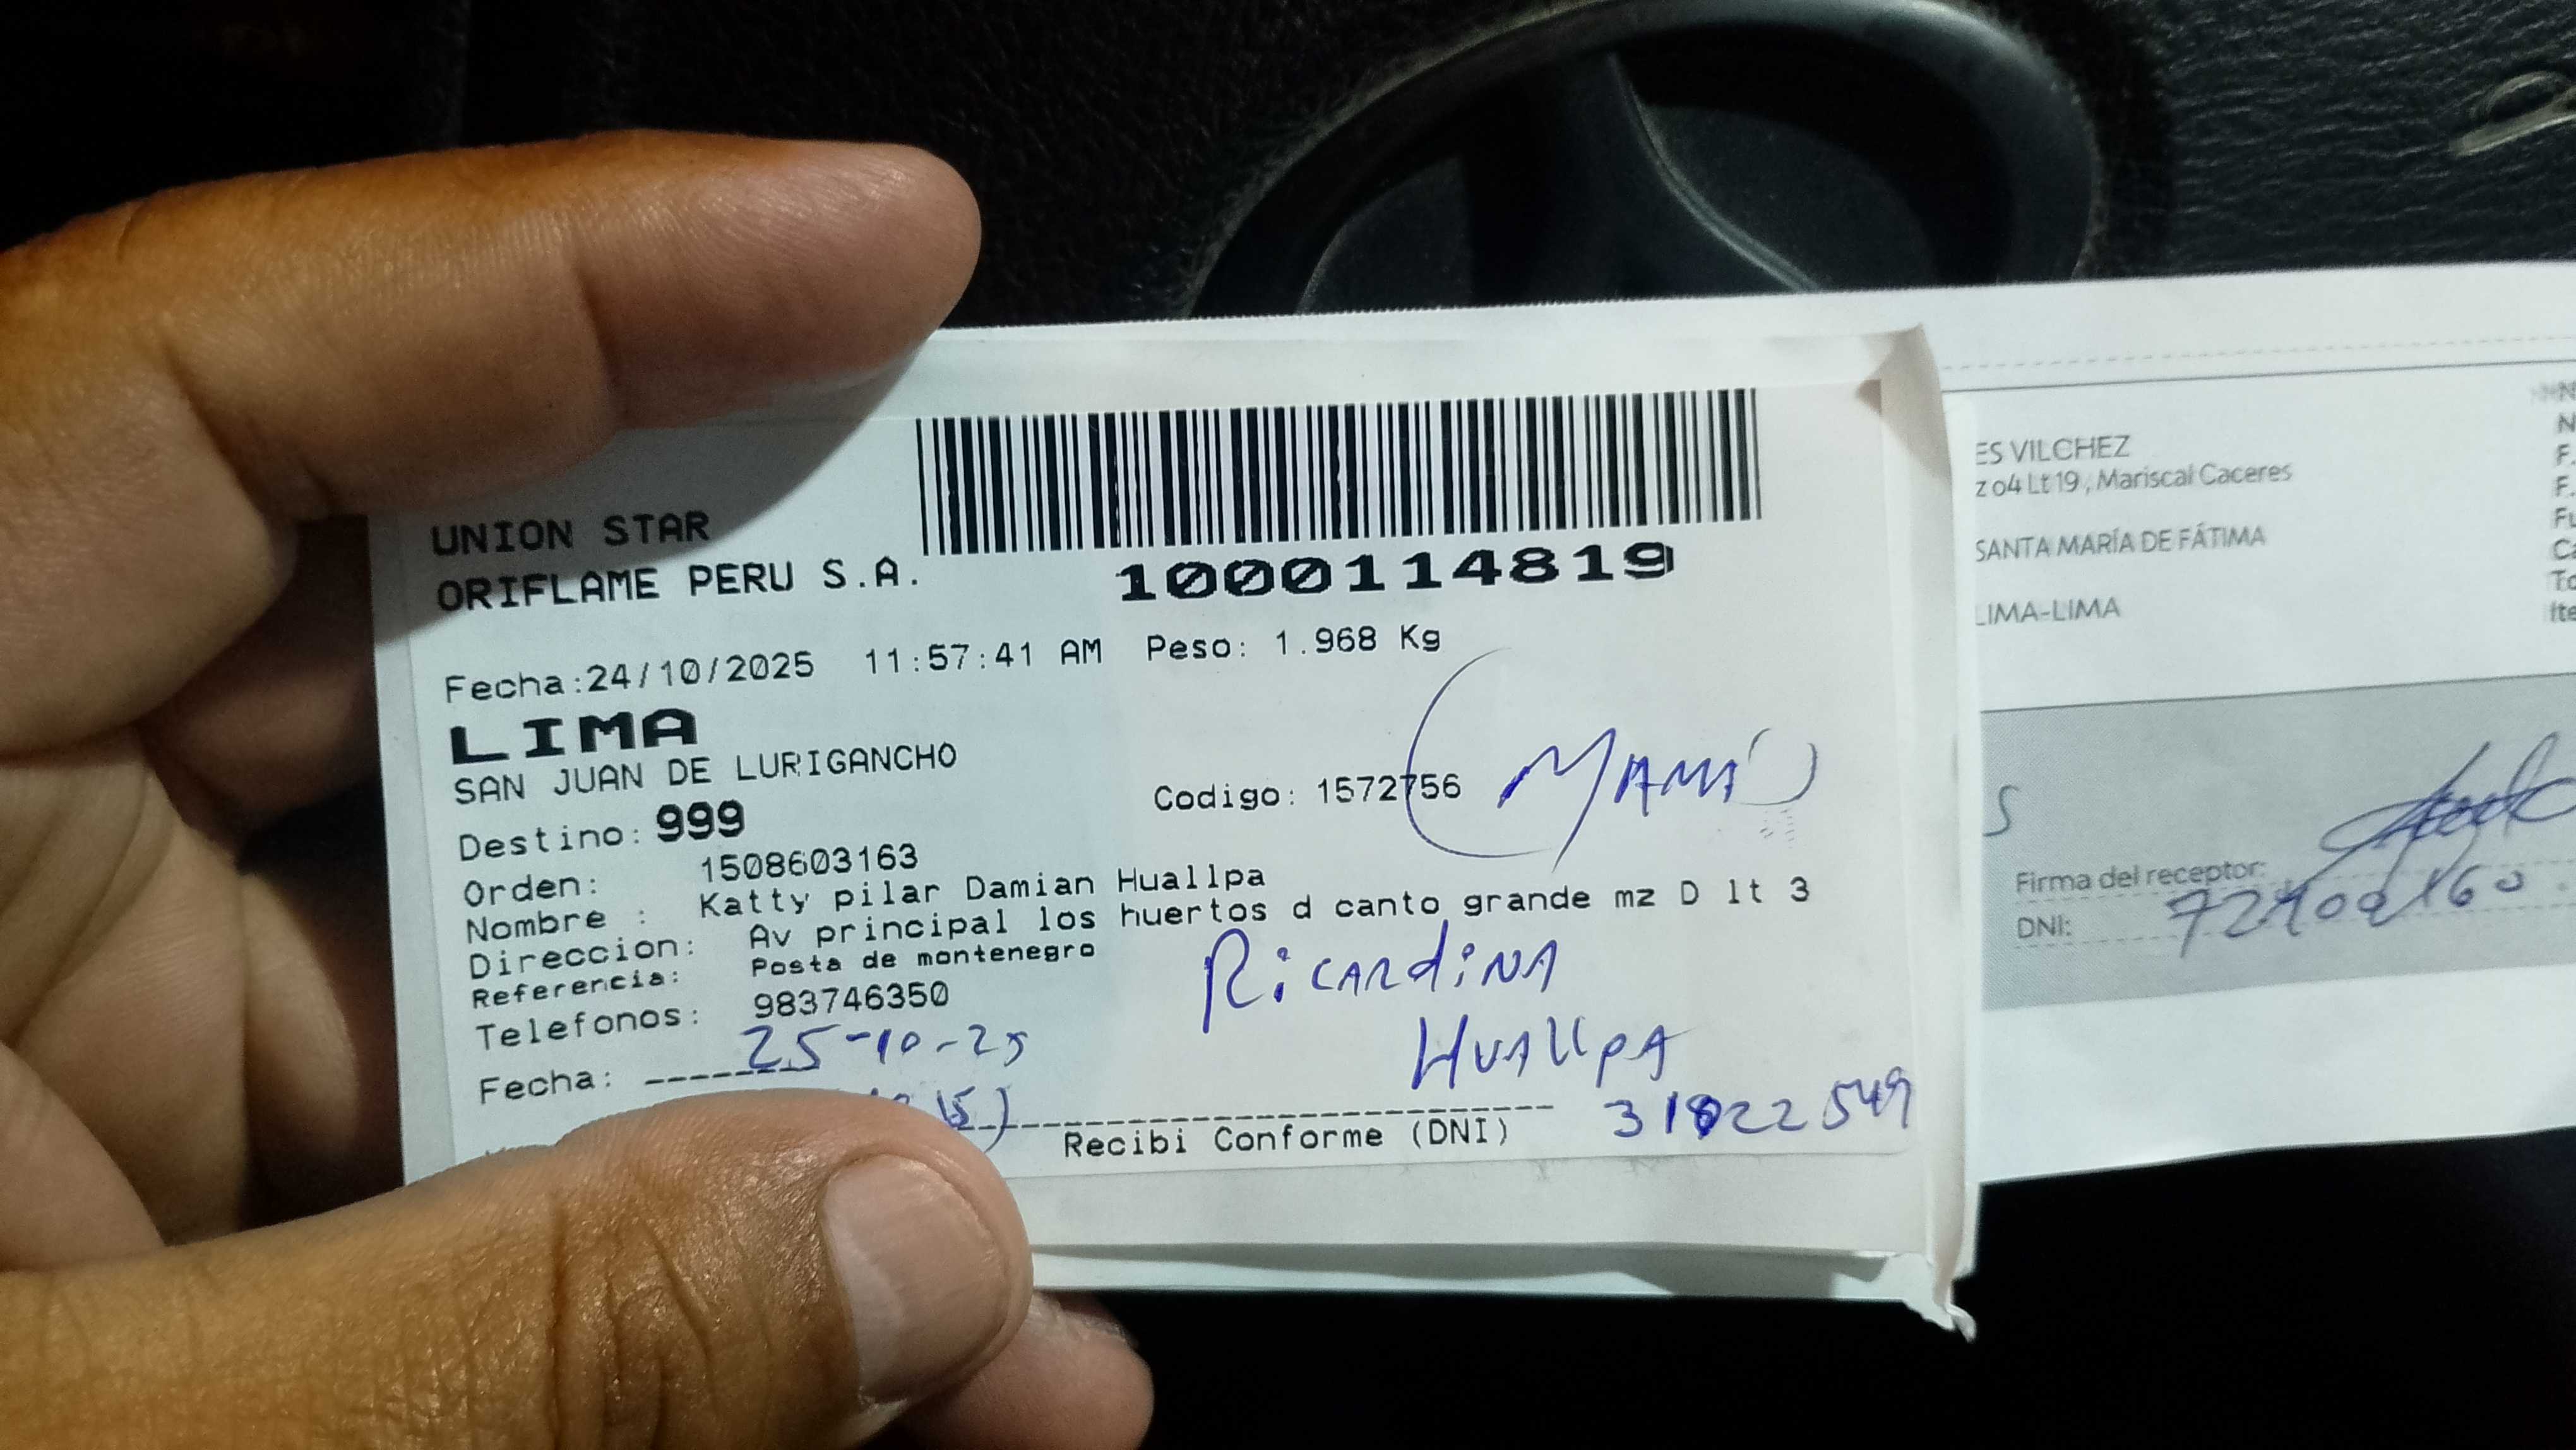 UNION STAR
ORIFLAME PERU S.A.
1000114819
Fecha:24/10/2025 11:57:41 AM Peso: 1.968 Kg
LIMA
SAN JUAN DE LURIGANCHO
Destino: 999
Codigo: 1572756
MAMÁ
Orden: 1508603163
Nombre : Katty pilar Damian Huallpa
Direccion: Av principal los huertos d canto grande mz D lt 3
Referencia: Posta de montenegro
Telefonos: 983746350
Fecha: 25-10-25
Ricardina
Huallpa
31822549
Recibi Conforme (DNI)
ES VILCHEZ
z o4 Lt 19 , Mariscal Caceres
SANTA MARÍA DE FÁTIMA
LIMA-LIMA
S
Firma del receptor:
DNI:
N
F.
F.